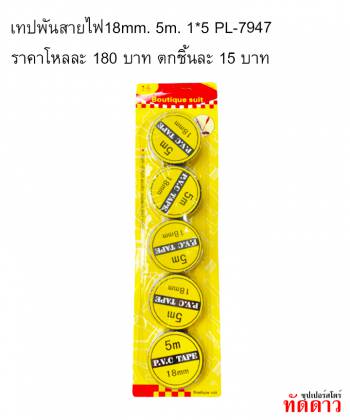 เทปพันสายไฟ18mm. 5m. 1*5 PL-7947
ราคาโหลละ 180 บาท ตกชิ้นละ 15 บาท
Boutique suit
5m
P.V.C TAPE
18mm
5m
P.V.C TAPE
18mm
5m
P.V.C TAPE
18mm
5m
P.V.C TAPE
18mm
5m
P.V.C TAPE
18mm
Boutique suit
ซุปเปอร์สโตร์
ทัดดาว